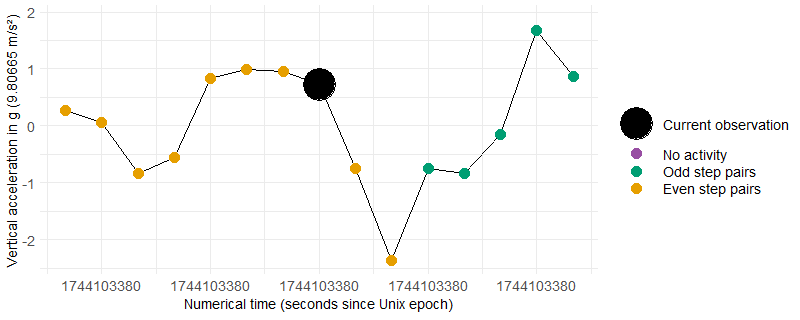 Vertical acceleration in g (9.80665 m/s²)
2
1
0
-1
-2
1744103380 1744103380 1744103380 1744103380 1744103380
Numerical time (seconds since Unix epoch)
Current observation
No activity
Odd step pairs
Even step pairs